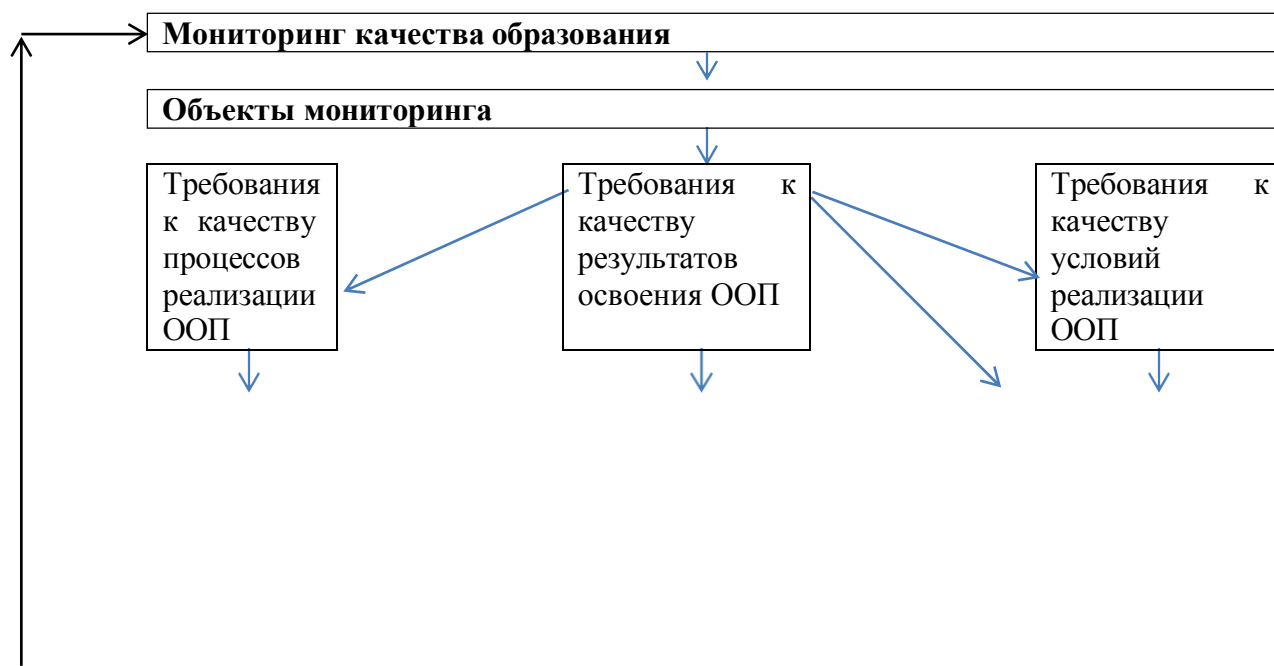 Мониторинг качества образования
Объекты мониторинга
Требования
к качеству
процессов
реализации
ООП
Требования к
качеству
результатов
освоения ООП
Требования к
качеству
условий
реализации
ООП